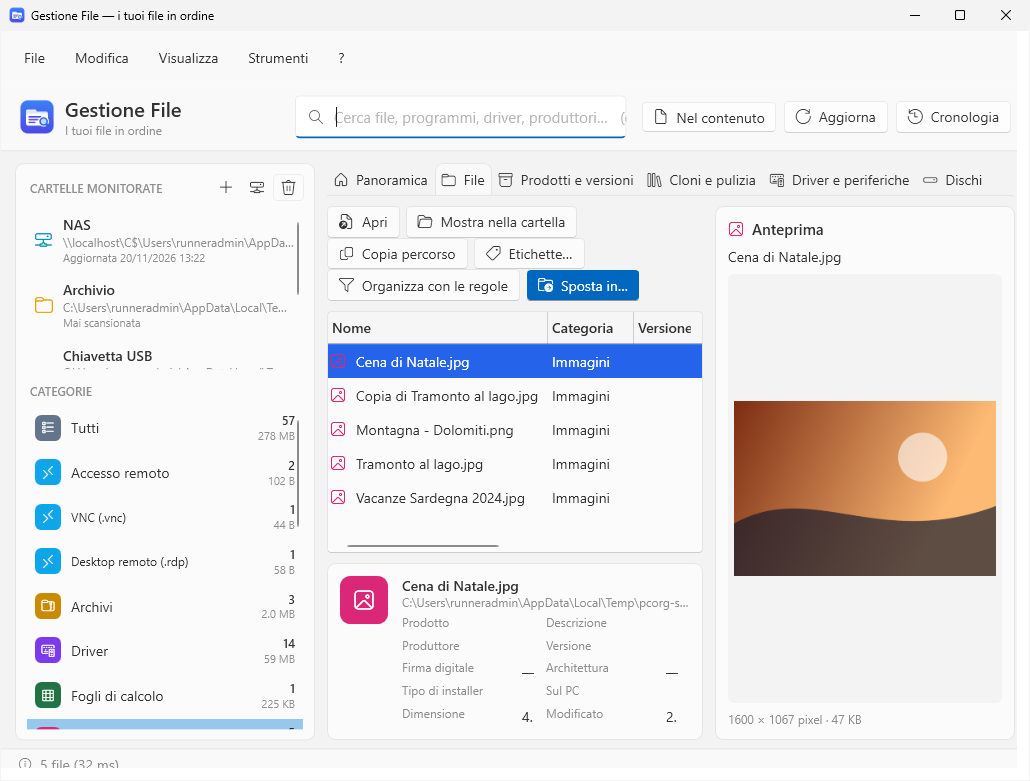 Gestione File — i tuoi file in ordine
File Modifica Visualizza Strumenti ?
Gestione File
I tuoi file in ordine
Cerca file, programmi, driver, produttori... (
Nel contenuto
Aggiorna
Cronologia
CARTELLE MONITORATE
NAS
\\localhost\C$\Users\runneradmin\AppDa...
Aggiornata 20/11/2026 13:22
Archivio
C:\Users\runneradmin\AppData\Local\Te...
Mai scansionata
Chiavetta USB
CATEGORIE
Tutti 57
278 MB
Accesso remoto 2
102 B
VNC (.vnc) 1
44 B
Desktop remoto (.rdp) 1
58 B
Archivi 3
2.0 MB
Driver 14
59 MB
Fogli di calcolo 1
225 KB
Panoramica File Prodotti e versioni Cloni e pulizia Driver e periferiche Dischi
Apri Mostra nella cartella
Copia percorso Etichette...
Organizza con le regole Sposta in...
Nome Categoria Versione
Cena di Natale.jpg Immagini
Copia di Tramonto al lago.jpg Immagini
Montagna - Dolomiti.png Immagini
Tramonto al lago.jpg Immagini
Vacanze Sardegna 2024.jpg Immagini
Cena di Natale.jpg
C:\Users\runneradmin\AppData\Local\Temp\pcorg-s...
Prodotto Descrizione
Produttore Versione
Firma digitale — Architettura —
Tipo di installer Sul PC
Dimensione 4. Modificato 2.
Anteprima
Cena di Natale.jpg
1600 × 1067 pixel · 47 KB
5 file (32 ms)